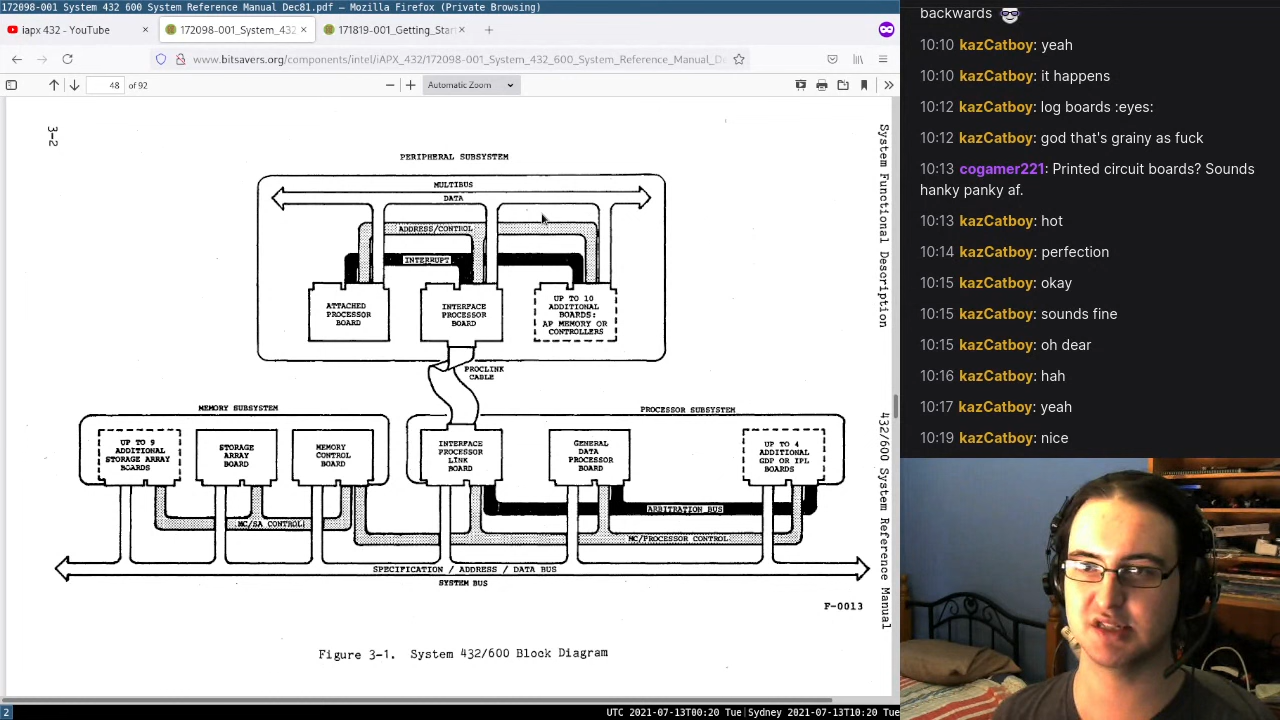 172098-001 System 432 600 System Reference Manual Dec81.pdf — Mozilla Firefox (Private Browsing)
iapx 432 - YouTube
172098-001_System_432
171819-001_Getting_Star
www.bitsavers.org/components/intel/iAPX_432/172098-001_System_432_600_System_Reference_Manual_De
48 of 92
Automatic Zoom
3-2
PERIPHERAL SUBSYSTEM
MULTIBUS
DATA
ADDRESS/CONTROL
INTERRUPT
ATTACHED
PROCESSOR
BOARD
INTERFACE
PROCESSOR
BOARD
UP TO 10
ADDITIONAL
BOARDS:
AP MEMORY OR
CONTROLLERS
PROCLINK
CABLE
MEMORY SUBSYSTEM
PROCESSOR SUBSYSTEM
UP TO 9
ADDITIONAL
STORAGE ARRAY
BOARDS
STORAGE
ARRAY
BOARD
MEMORY
CONTROL
BOARD
INTERFACE
PROCESSOR
LINK
BOARD
GENERAL
DATA
PROCESSOR
BOARD
UP TO 4
ADDITIONAL
GDP OR IPL
BOARDS
ARBITRATION BUS
MC/SA CONTROL
MC/PROCESSOR CONTROL
SPECIFICATION / ADDRESS / DATA BUS
SYSTEM BUS
F-0013
Figure 3-1. System 432/600 Block Diagram
System Functional Description
432/600 System Reference Manual
2
UTC 2021-07-13T00:20 Tue|Sydney 2021-07-13T10:20 Tue
backwards
10:10 kazCatboy: yeah
10:10 kazCatboy: it happens
10:12 kazCatboy: log boards :eyes:
10:12 kazCatboy: god that's grainy as fuck
10:13 cogamer221: Printed circuit boards? Sounds
hanky panky af.
10:13 kazCatboy: hot
10:14 kazCatboy: perfection
10:15 kazCatboy: okay
10:15 kazCatboy: sounds fine
10:15 kazCatboy: oh dear
10:16 kazCatboy: hah
10:17 kazCatboy: yeah
10:19 kazCatboy: nice